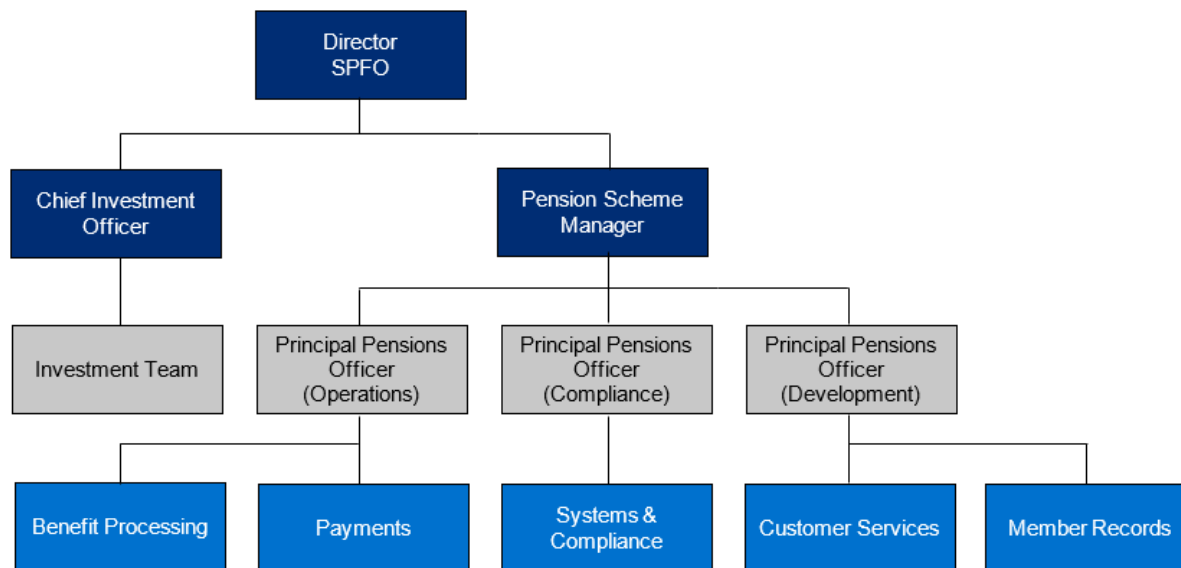 Director
SPFO
Chief Investment
Officer
Pension Scheme
Manager
Investment Team
Principal Pensions
Officer
(Operations)
Principal Pensions
Officer
(Compliance)
Principal Pensions
Officer
(Development)
Benefit Processing
Payments
Systems &
Compliance
Customer Services
Member Records